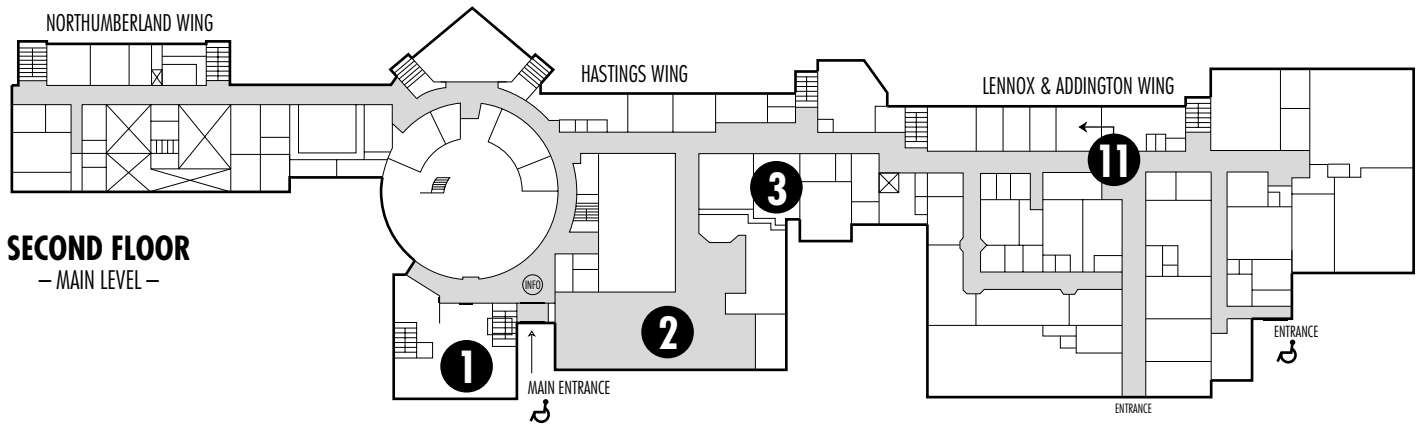 NORTHUMBERLAND WING
HASTINGS WING
LENNOX & ADDINGTON WING
11
3
SECOND FLOOR
– MAIN LEVEL –
INFO
2
1
MAIN ENTRANCE
ENTRANCE
ENTRANCE